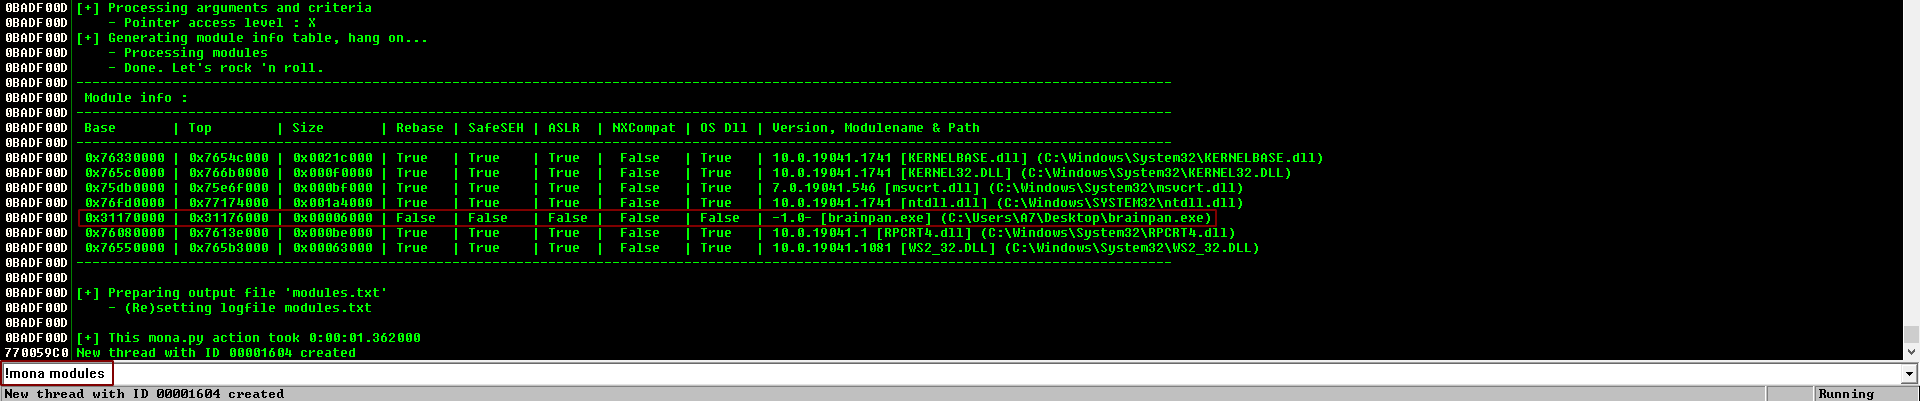 0BADF00D [+] Processing arguments and criteria
0BADF00D     - Pointer access level : X
0BADF00D [+] Generating module info table, hang on...
0BADF00D     - Processing modules
0BADF00D     - Done. Let's rock 'n roll.
0BADF00D -----------------------------------------------------------------------------------------------------------------------------------------
0BADF00D  Module info :
0BADF00D -----------------------------------------------------------------------------------------------------------------------------------------
0BADF00D  Base       | Top        | Size       | Rebase | SafeSEH | ASLR  | NXCompat | OS Dll | Version, Modulename & Path
0BADF00D -----------------------------------------------------------------------------------------------------------------------------------------
0BADF00D  0x76330000 | 0x7654c000 | 0x0021c000 | True   | True    | True  |  False   | True   | 10.0.19041.1741 [KERNELBASE.dll] (C:\Windows\System32\KERNELBASE.dll)
0BADF00D  0x765c0000 | 0x766b0000 | 0x000f0000 | True   | True    | True  |  False   | True   | 10.0.19041.1741 [KERNEL32.DLL] (C:\Windows\System32\KERNEL32.DLL)
0BADF00D  0x75db0000 | 0x75e6f000 | 0x000bf000 | True   | True    | True  |  False   | True   | 7.0.19041.546 [msvcrt.dll] (C:\Windows\System32\msvcrt.dll)
0BADF00D  0x76fd0000 | 0x77174000 | 0x001a4000 | True   | True    | True  |  False   | True   | 10.0.19041.1741 [ntdll.dll] (C:\Windows\SYSTEM32\ntdll.dll)
0BADF00D  0x31170000 | 0x31176000 | 0x00006000 | False  | False   | False |  False   | False  | -1.0- [brainpan.exe] (C:\Users\A7\Desktop\brainpan.exe)
0BADF00D  0x76080000 | 0x7613e000 | 0x000be000 | True   | True    | True  |  False   | True   | 10.0.19041.1 [RPCRT4.dll] (C:\Windows\System32\RPCRT4.dll)
0BADF00D  0x76550000 | 0x765b3000 | 0x00063000 | True   | True    | True  |  False   | True   | 10.0.19041.1081 [WS2_32.DLL] (C:\Windows\System32\WS2_32.DLL)
0BADF00D -----------------------------------------------------------------------------------------------------------------------------------------
0BADF00D
0BADF00D [+] Preparing output file 'modules.txt'
0BADF00D     - (Re)setting logfile modules.txt
0BADF00D
0BADF00D [+] This mona.py action took 0:00:01.362000
770059C0 New thread with ID 00001604 created
!mona modules
New thread with ID 00001604 created Running